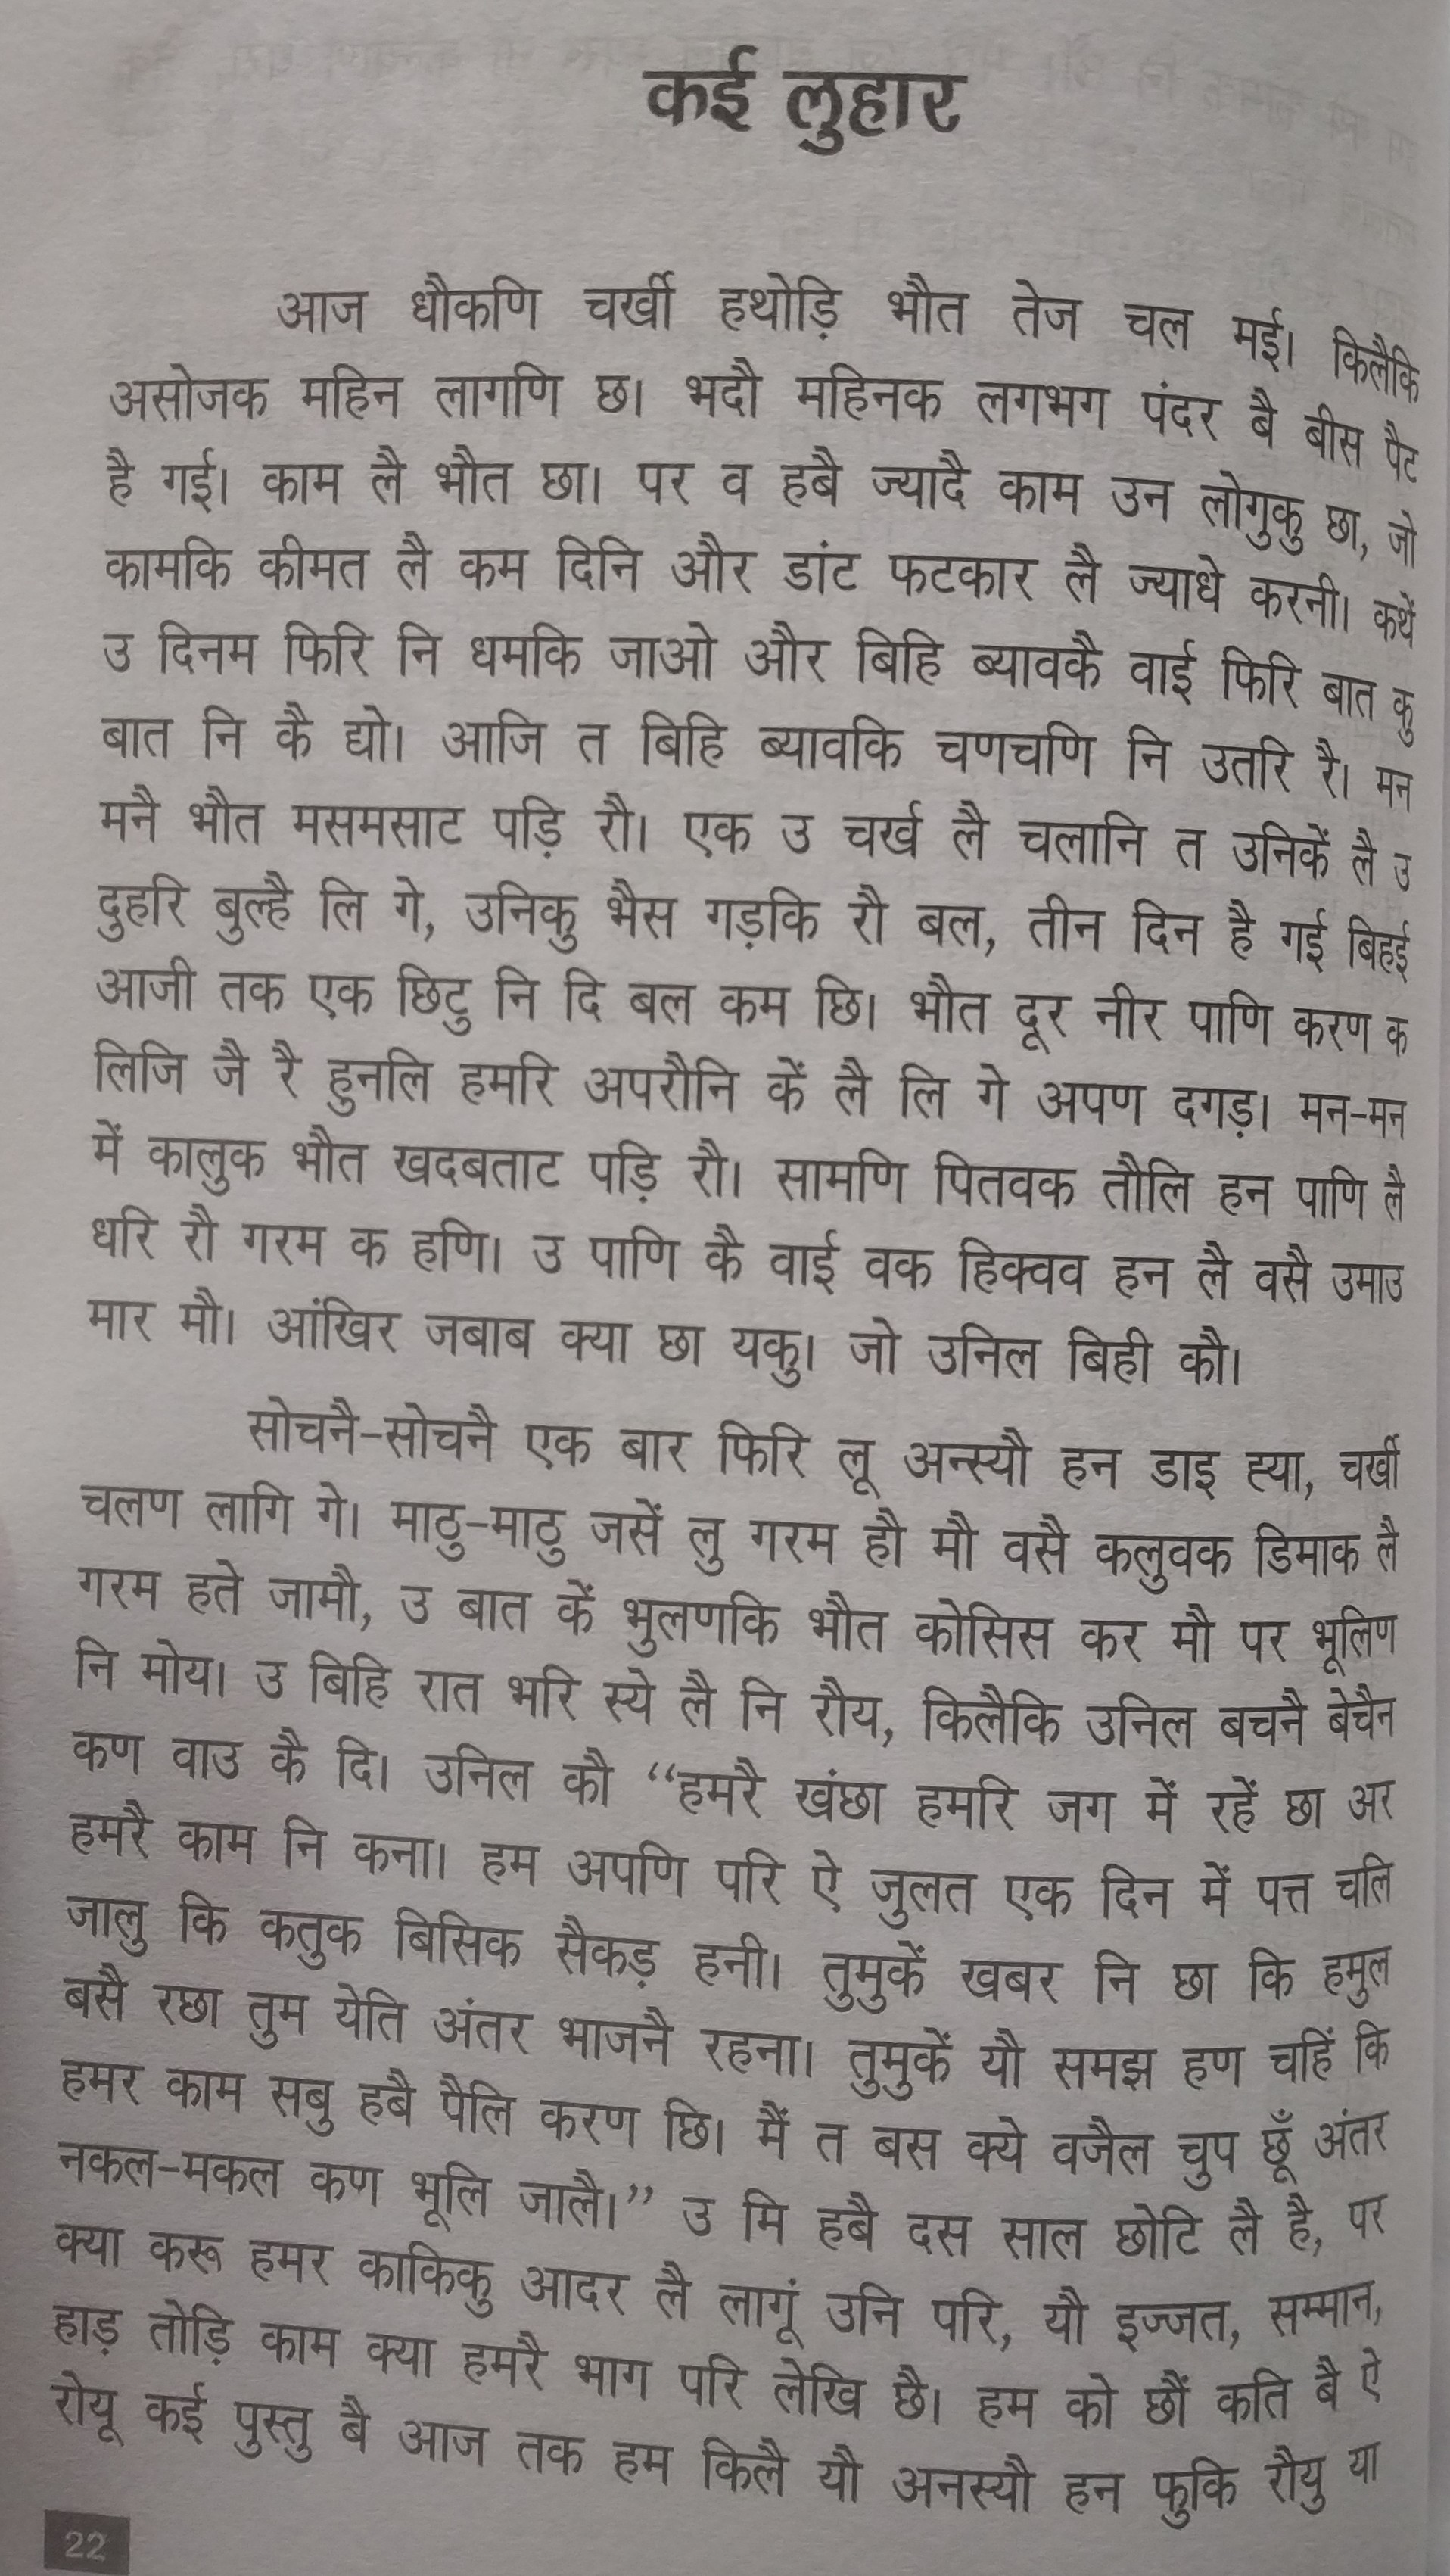 कई लुहार
आज धौकणि चर्खी हथोड़ि भौत तेज चल मई। किलैकि
असोजक महिन लागणि छ। भदौ महिनक लगभग पंदर बै बीस पैट
है गई। काम लै भौत छा। पर व हबै ज्यादै काम उन लोगुकु छा, जो
कामकि कीमत लै कम दिनि और डांट फटकार लै ज्याधे करनी। कथें
उ दिनम फिरि नि धमकि जाओ और बिहि ब्यावकै वाई फिरि बात कु
बात नि कै द्यो। आजि त बिहि ब्यावकि चणचणि नि उतरि रै। मन
मनै भौत मसमसाट पड़ि रौ। एक उ चर्ख लै चलानि त उनिकें लै उ
दुहरि बुल्है लि गे, उनिकु भैस गड़कि रौ बल, तीन दिन है गई बिहई
आजी तक एक छिटु नि दि बल कम छि। भौत दूर नीर पाणि करण क
लिजि जै रै हुनलि हमरि अपरौनि कें लै लि गे अपण दगड़। मन-मन
में कालुक भौत खदबताट पड़ि रौ। सामणि पितवक तौलि हन पाणि लै
धरि रौ गरम क हणि। उ पाणि कै वाई वक हिक्वव हन लै वसै उमाउ
मार मौ। आंखिर जबाब क्या छा यकु। जो उनिल बिही कौ।
सोचनै-सोचनै एक बार फिरि लू अन्स्यौ हन डाइ ह्या, चर्खी
चलण लागि गे। माठु-माठु जसें लु गरम हौ मौ वसै कलुवक डिमाक लै
गरम हते जामौ, उ बात कें भुलणकि भौत कोसिस कर मौ पर भूलिण
नि मोय। उ बिहि रात भरि स्ये लै नि रौय, किलैकि उनिल बचनै बेचैन
कण वाउ कै दि। उनिल कौ “हमरै खंछा हमरि जग में रहें छा अर
हमरै काम नि कना। हम अपणि परि ऐ जुलत एक दिन में पत्त चलि
जालु कि कतुक बिसिक सैकड़ हनी। तुमुकें खबर नि छा कि हमुल
बसै रछा तुम येति अंतर भाजनै रहना। तुमुकें यौ समझ हण चहिं कि
हमर काम सबु हबै पैलि करण छि। मैं त बस क्ये वजैल चुप छूँ अंतर
नकल-मकल कण भूलि जालै।” उ मि हबै दस साल छोटि लै है, पर
क्या करू हमर काकिकु आदर लै लागूं उनि परि, यौ इज्जत, सम्मान,
हाड़ तोड़ि काम क्या हमरै भाग परि लेखि छै। हम को छौं कति बै ऐ
रोयू कई पुस्तु बै आज तक हम किलै यौ अनस्यौ हन फुकि रौयु या
22